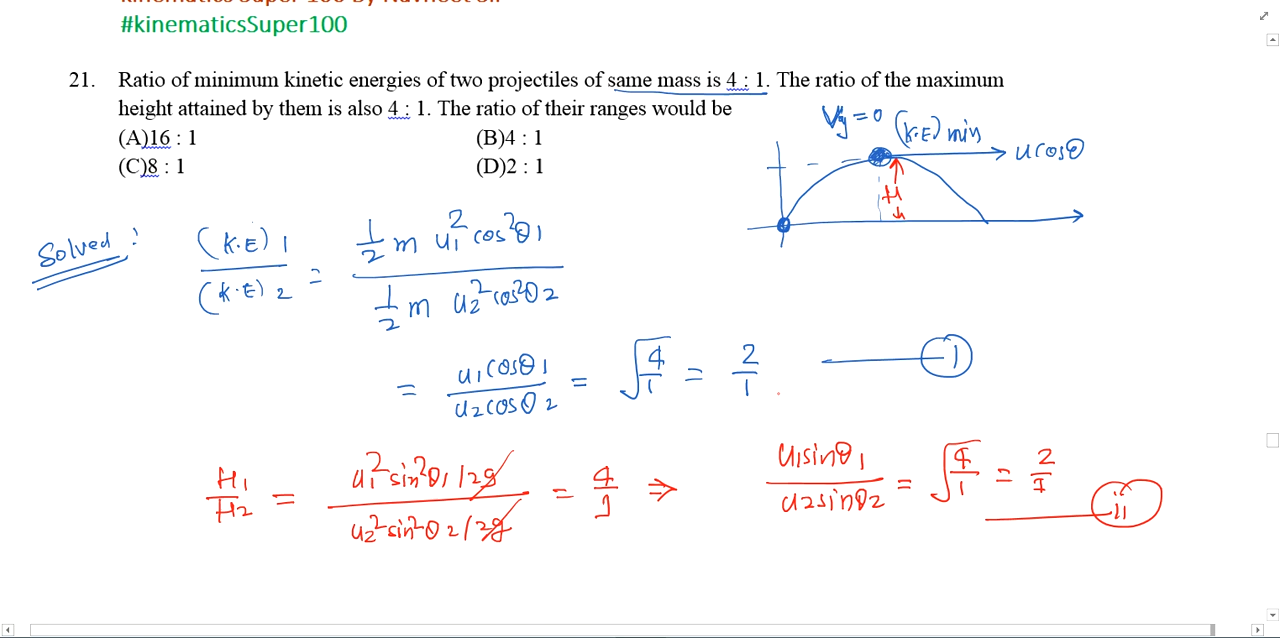 #kinematicsSuper100
21. Ratio of minimum kinetic energies of two projectiles of same mass is 4 : 1. The ratio of the maximum
height attained by them is also 4 : 1. The ratio of their ranges would be
(A)16 : 1 (B)4 : 1
(C)8 : 1 (D)2 : 1
Vy = 0 (K.E) min
u cosθ
H
Solved :
(K.E) 1 / (K.E) 2 = 1/2 m u1² cos²θ1 / 1/2 m u2² cos²θ2
= u1 cosθ1 / u2 cosθ2 = √4/1 = 2/1 — i
H1/H2 = u1² sin²θ1 /2g / u2² sin²θ2 /2g = 4/1 ⇒ u1 sinθ1 / u2 sinθ2 = √4/1 = 2/1 — ii